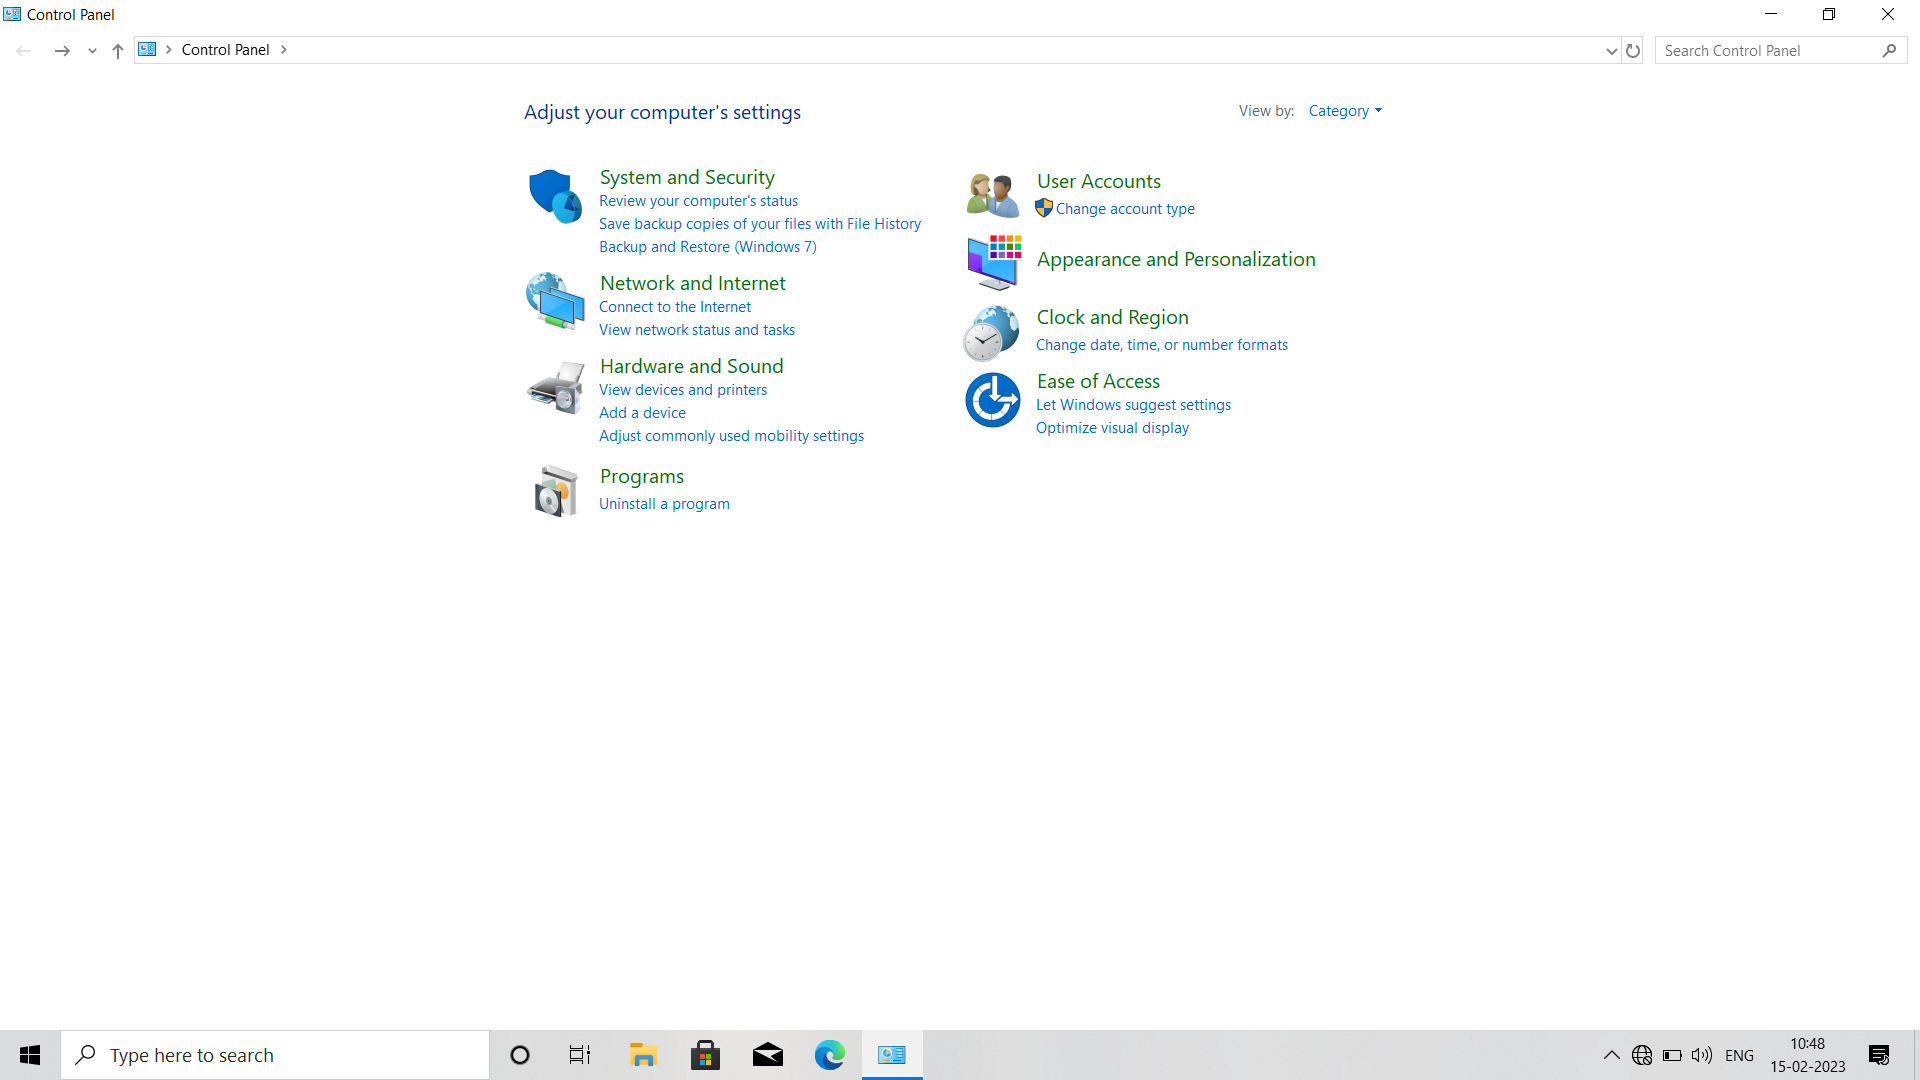 Control Panel
Control Panel
Search Control Panel
Adjust your computer's settings
View by: Category
System and Security
Review your computer's status
Save backup copies of your files with File History
Backup and Restore (Windows 7)
Network and Internet
Connect to the Internet
View network status and tasks
Hardware and Sound
View devices and printers
Add a device
Adjust commonly used mobility settings
Programs
Uninstall a program
User Accounts
Change account type
Appearance and Personalization
Clock and Region
Change date, time, or number formats
Ease of Access
Let Windows suggest settings
Optimize visual display
Type here to search
ENG
10:48
15-02-2023